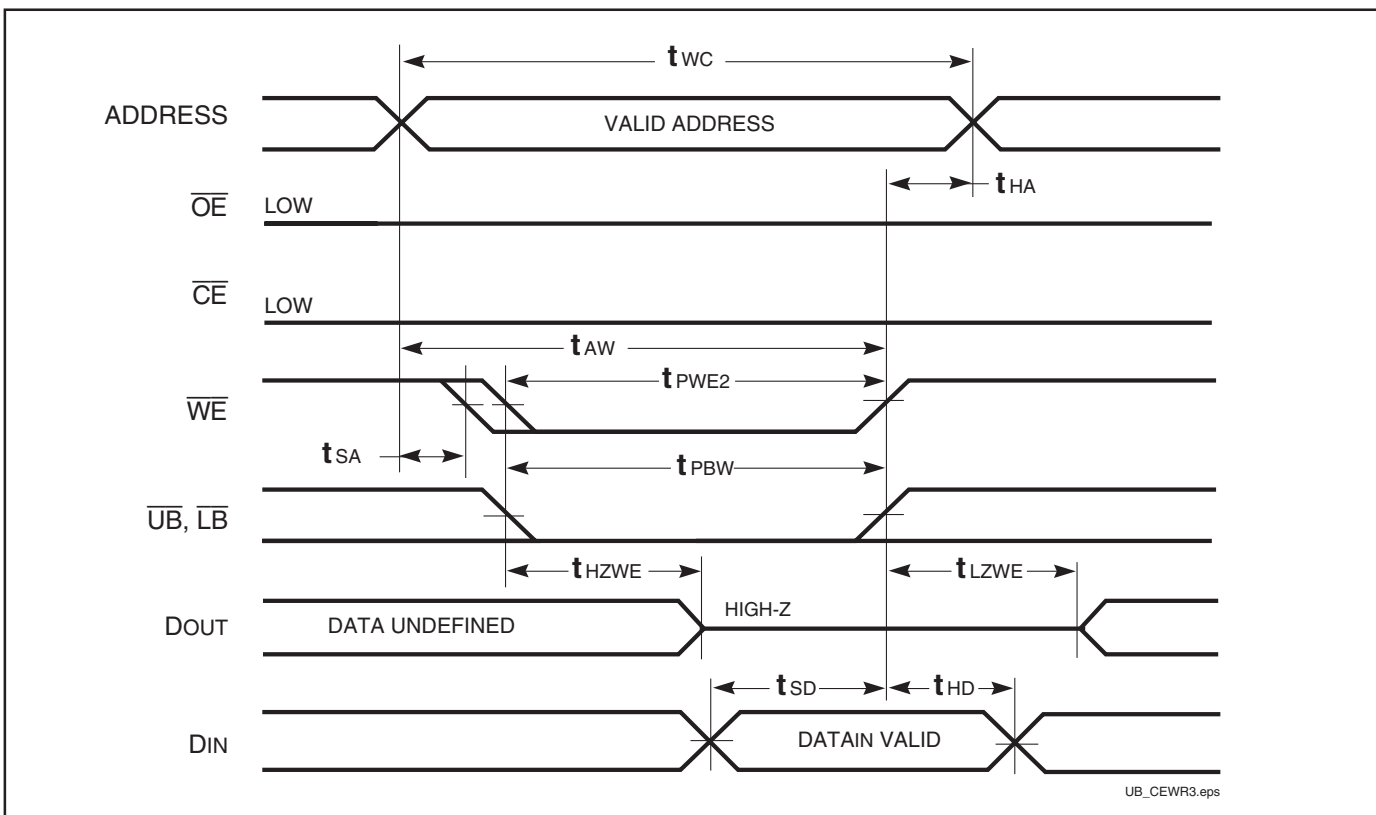 tWC
ADDRESS
VALID ADDRESS
tHA
OE
LOW
CE
LOW
tAW
tPWE2
WE
tSA
tPBW
UB, LB
tHZWE
tLZWE
DOUT
DATA UNDEFINED
HIGH-Z
tSD
tHD
DIN
DATAIN VALID
UB_CEWR3.eps